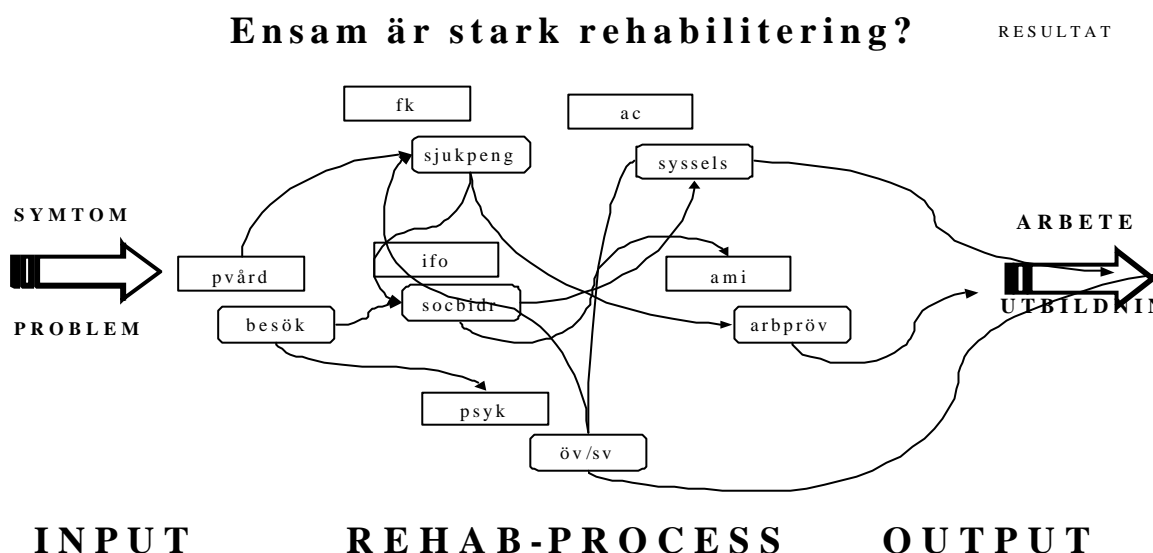 Ensam är stark rehabilitering?
RESULTAT
fk
ac
sjukpeng
syssels
SYMTOM
ARBETE
pvård
ifo
ami
PROBLEM
besök
socbidr
arbpröv
UTBILDNIN
psyk
öv/sv
INPUT
REHAB-PROCESS
OUTPUT